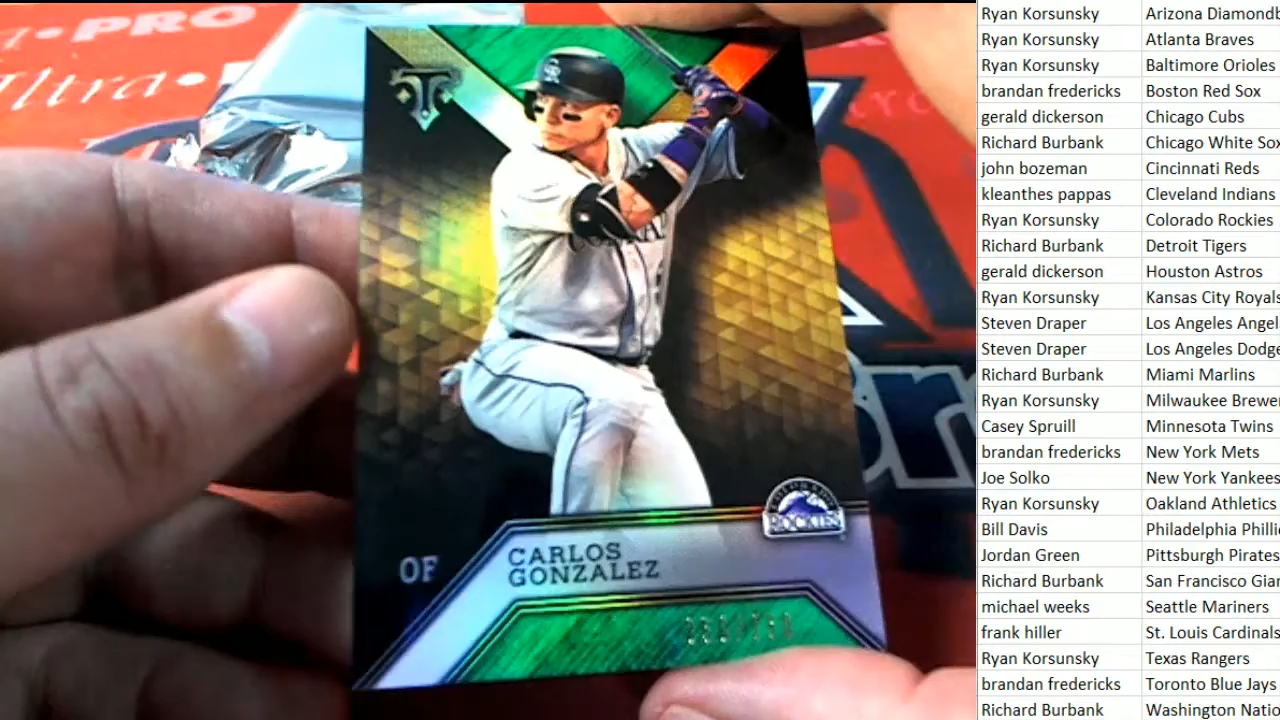 PRO
Ultra
T
OF
CARLOS
GONZALEZ
COLORADO
ROCKIES
Ryan Korsunsky Arizona Diamondb
Ryan Korsunsky Atlanta Braves
Ryan Korsunsky Baltimore Orioles
brandan fredericks Boston Red Sox
gerald dickerson Chicago Cubs
Richard Burbank Chicago White Sox
john bozeman Cincinnati Reds
kleanthes pappas Cleveland Indians
Ryan Korsunsky Colorado Rockies
Richard Burbank Detroit Tigers
gerald dickerson Houston Astros
Ryan Korsunsky Kansas City Royals
Steven Draper Los Angeles Angel
Steven Draper Los Angeles Dodge
Richard Burbank Miami Marlins
Ryan Korsunsky Milwaukee Brewer
Casey Spruill Minnesota Twins
brandan fredericks New York Mets
Joe Solko New York Yankees
Ryan Korsunsky Oakland Athletics
Bill Davis Philadelphia Phillie
Jordan Green Pittsburgh Pirates
Richard Burbank San Francisco Gian
michael weeks Seattle Mariners
frank hiller St. Louis Cardinals
Ryan Korsunsky Texas Rangers
brandan fredericks Toronto Blue Jays
Richard Burbank Washington Natio